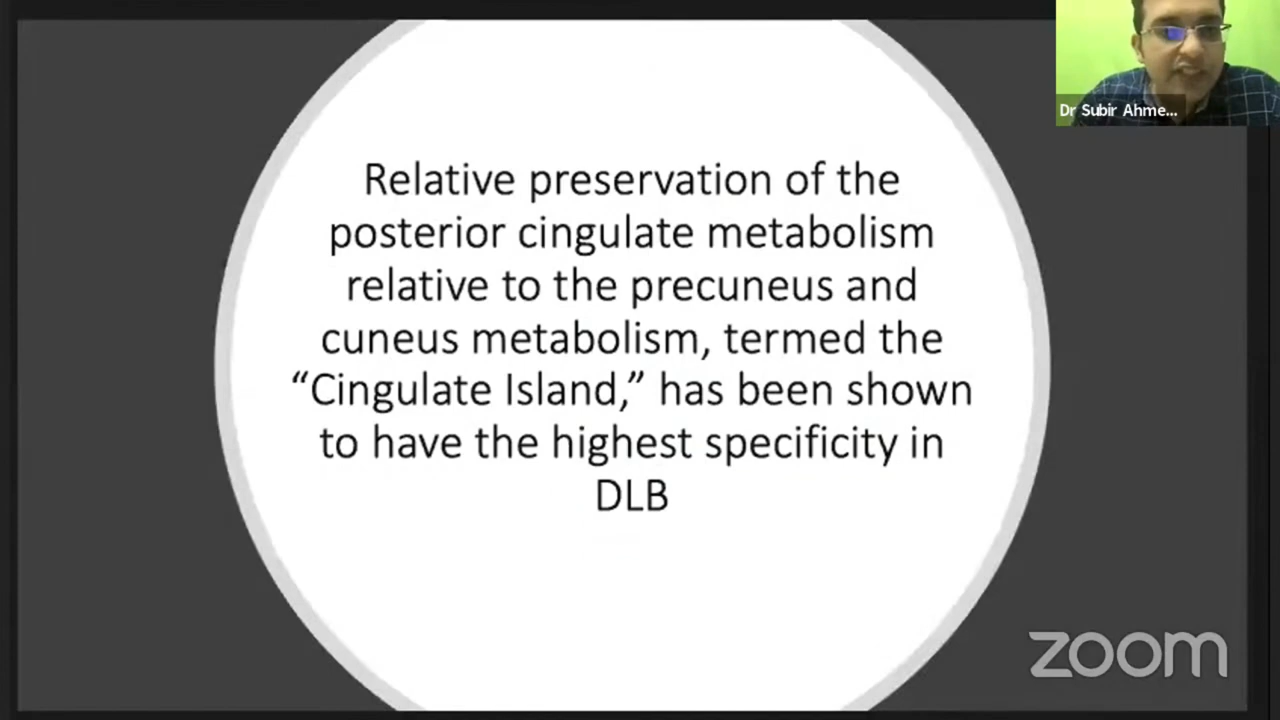 Dr Subir Ahme...
Relative preservation of the
posterior cingulate metabolism
relative to the precuneus and
cuneus metabolism, termed the
“Cingulate Island,” has been shown
to have the highest specificity in
DLB
zoom